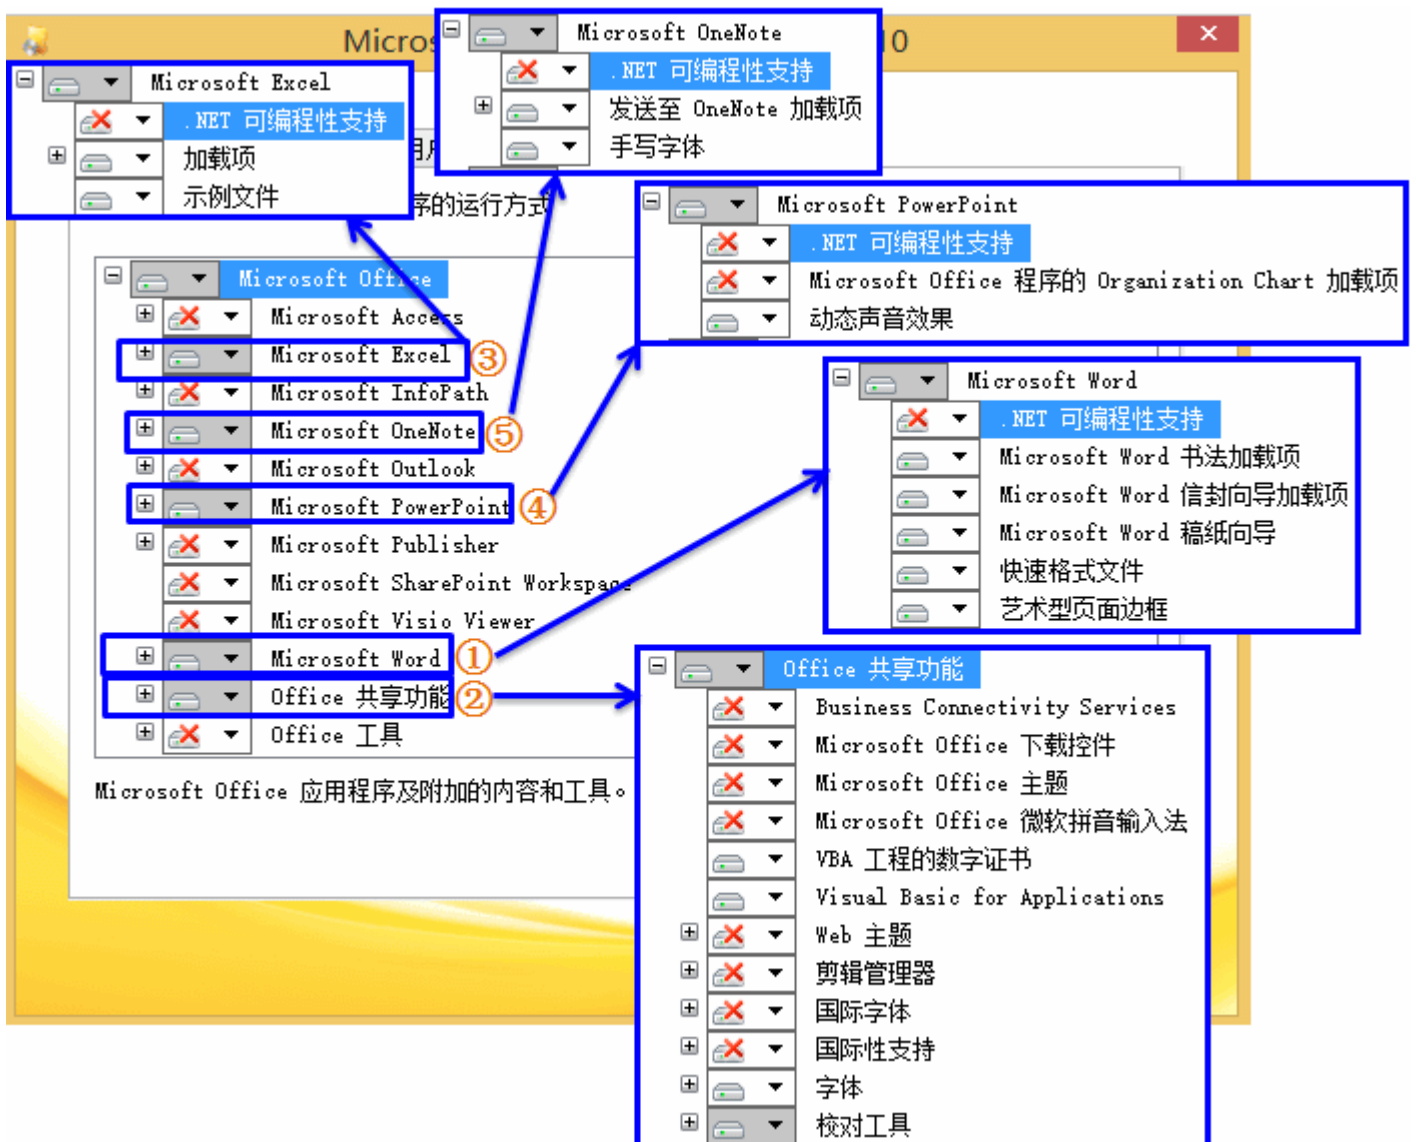 Micros
10
Microsoft Excel
.NET 可编程性支持
加载项
示例文件
Microsoft OneNote
.NET 可编程性支持
发送至 OneNote 加载项
手写字体
序的运行方式
Microsoft PowerPoint
.NET 可编程性支持
Microsoft Office 程序的 Organization Chart 加载项
动态声音效果
Microsoft Office
Microsoft Access
Microsoft Excel ③
Microsoft InfoPath
Microsoft OneNote ⑤
Microsoft Outlook
Microsoft PowerPoint ④
Microsoft Publisher
Microsoft SharePoint Workspace
Microsoft Visio Viewer
Microsoft Word ①
Office 共享功能 ②
Office 工具
Microsoft Office 应用程序及附加的内容和工具。
Microsoft Word
.NET 可编程性支持
Microsoft Word 书法加载项
Microsoft Word 信封向导加载项
Microsoft Word 稿纸向导
快速格式文件
艺术型页面边框
Office 共享功能
Business Connectivity Services
Microsoft Office 下载控件
Microsoft Office 主题
Microsoft Office 微软拼音输入法
VBA 工程的数字证书
Visual Basic for Applications
Web 主题
剪辑管理器
国际字体
国际性支持
字体
校对工具